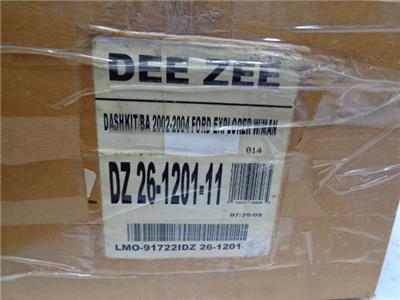 DEE ZEE
DASHKIT/BA 2002-2004 FORD EXPLORER W/MAN
014
DZ 26-1201-11
07/26/05
LMO-91722IDZ 26-1201-